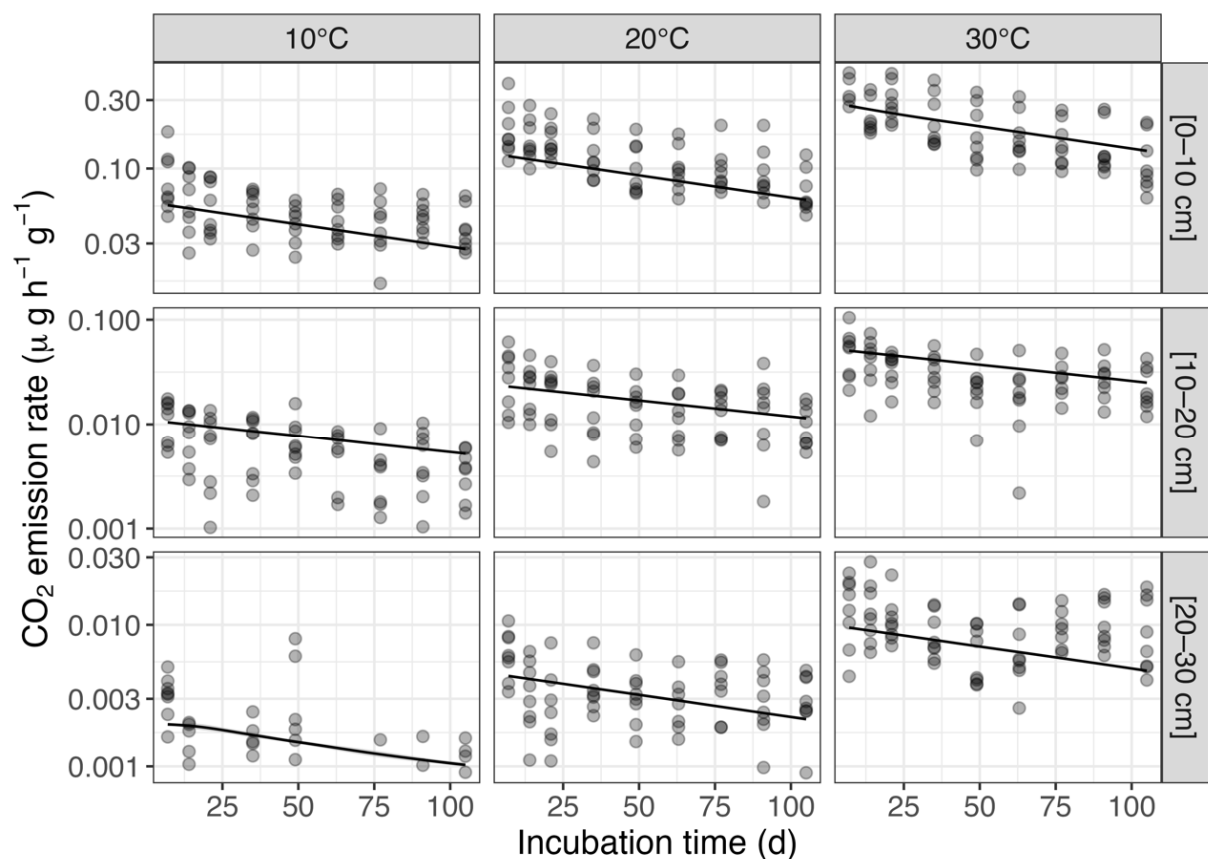 10°C 20°C 30°C
CO₂ emission rate (μ g h⁻¹ g⁻¹)
0.30
0.10
0.03
[0–10 cm]
0.100
0.010
0.001
[10–20 cm]
0.030
0.010
0.003
0.001
[20–30 cm]
25 50 75 100 25 50 75 100 25 50 75 100
Incubation time (d)